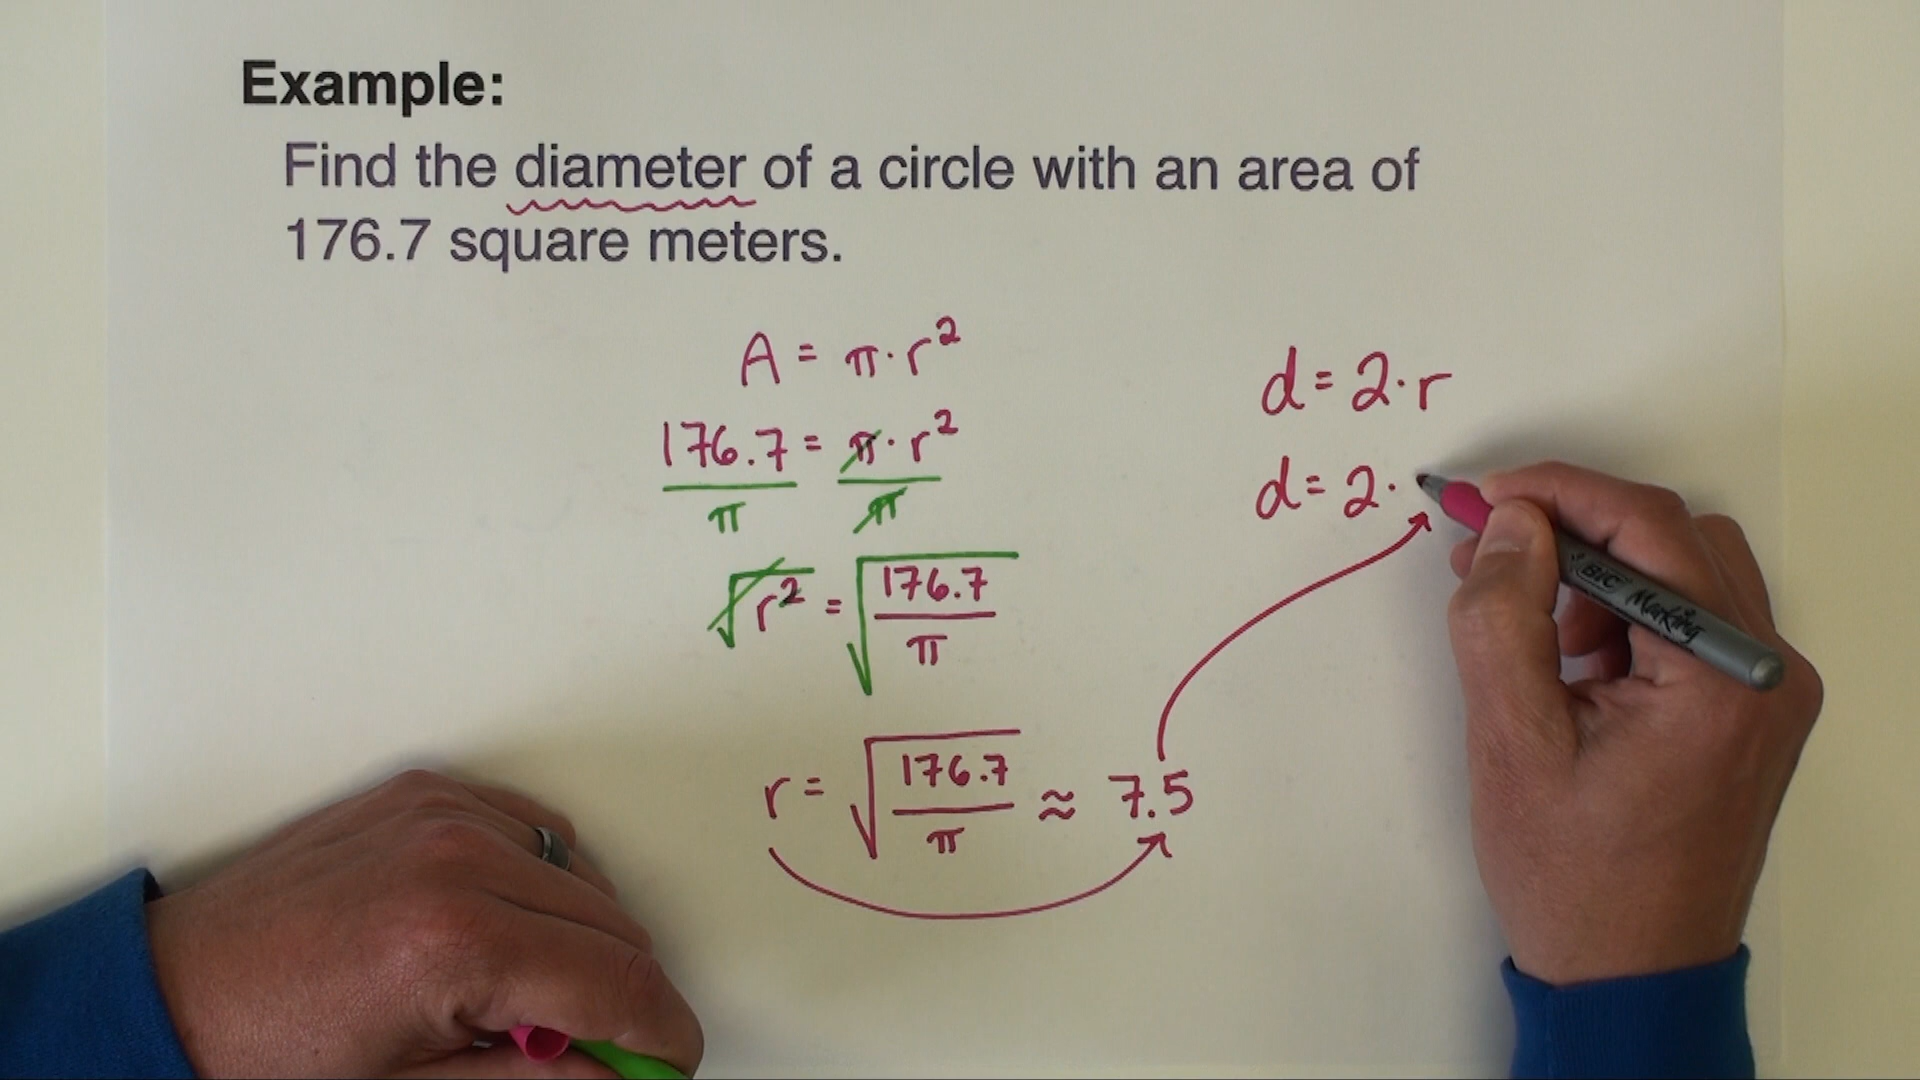 Example:
Find the diameter of a circle with an area of
176.7 square meters.
A = π · r²
176.7 = π · r²
π π
√r² = √176.7/π
r = √176.7/π ≈ 7.5
d = 2 · r
d = 2 ·
BIC Marking